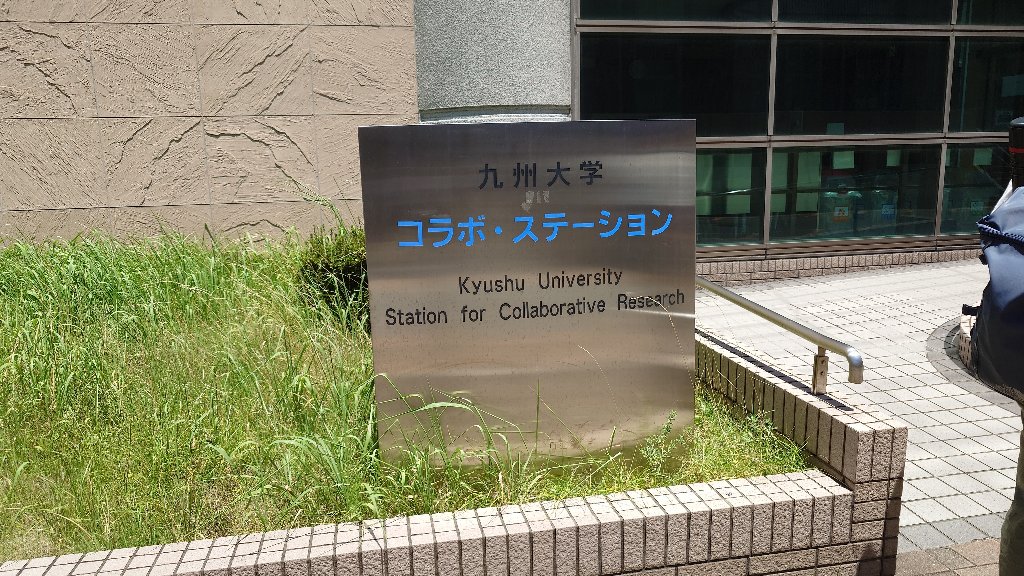 九州大学
コラボ・ステーション
Kyushu University
Station for Collaborative Research